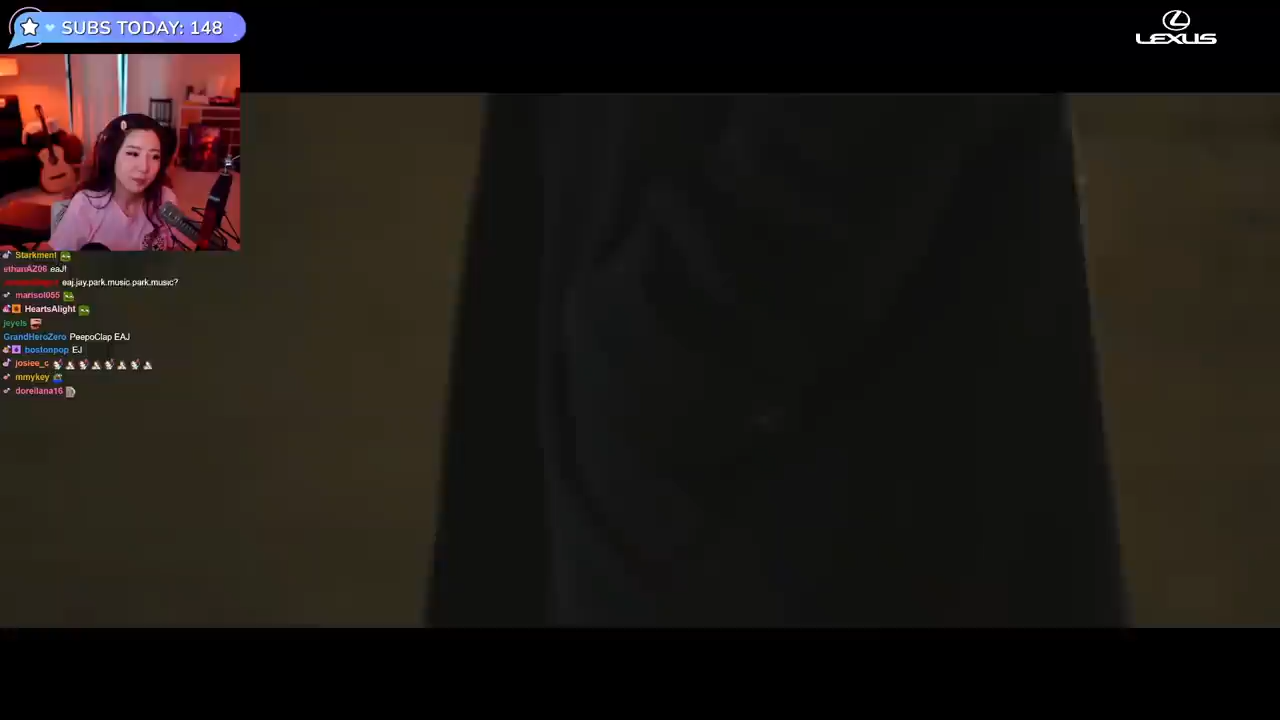 SUBS TODAY: 148
LEXUS
Starkmen!
ethanAZ06 eaJ!
eaj.jay.park.music.park.music?
marisol055
HeartsAlight
jeyels
GrandHeroZero PeepoClap EAJ
bostonpop EJ
josiee_c
mmykey
dorellana16